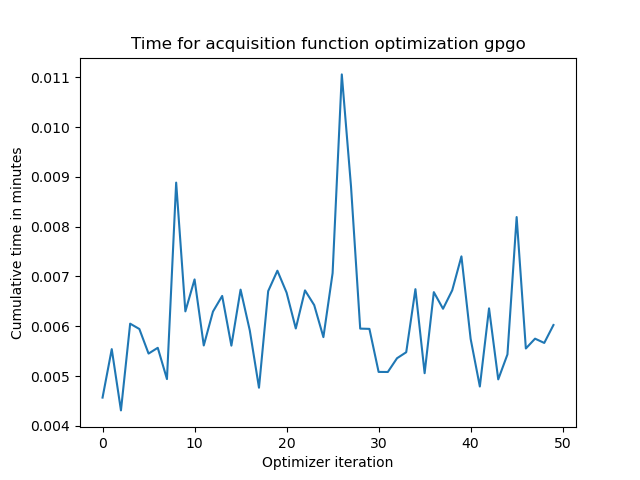 Time for acquisition function optimization gpgo
0.011
0.010
0.009
0.008
0.007
0.006
0.005
0.004
Cumulative time in minutes
0 10 20 30 40 50
Optimizer iteration